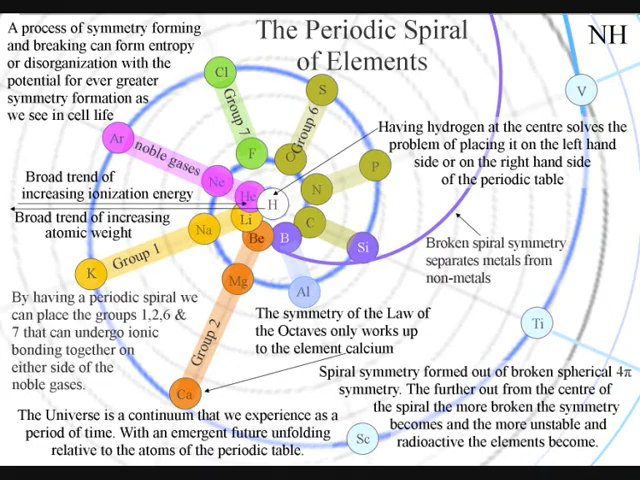 The Periodic Spiral
of Elements
NH
A process of symmetry forming
and breaking can form entropy
or disorganization with the
potential for ever greater
symmetry formation as
we see in cell life
Cl
S
V
Group 7
Group 6
Ar
noble gases
F
O
P
Having hydrogen at the centre solves the
problem of placing it on the left hand
side or on the right hand side
of the periodic table
Broad trend of
increasing ionization energy
Ne
He
H
N
Broad trend of increasing
atomic weight
Na
Li
Be
B
C
Si
Broken spiral symmetry
separates metals from
non-metals
K
Group 1
Mg
Al
By having a periodic spiral we
can place the groups 1,2,6 &
7 that can undergo ionic
bonding together on
either side of the
noble gases.
Group 2
The symmetry of the Law of
the Octaves only works up
to the element calcium
Ti
Ca
Spiral symmetry formed out of broken spherical 4π
symmetry. The further out from the centre of
the spiral the more broken the symmetry
becomes and the more unstable and
radioactive the elements become.
The Universe is a continuum that we experience as a
period of time. With an emergent future unfolding
relative to the atoms of the periodic table.
Sc